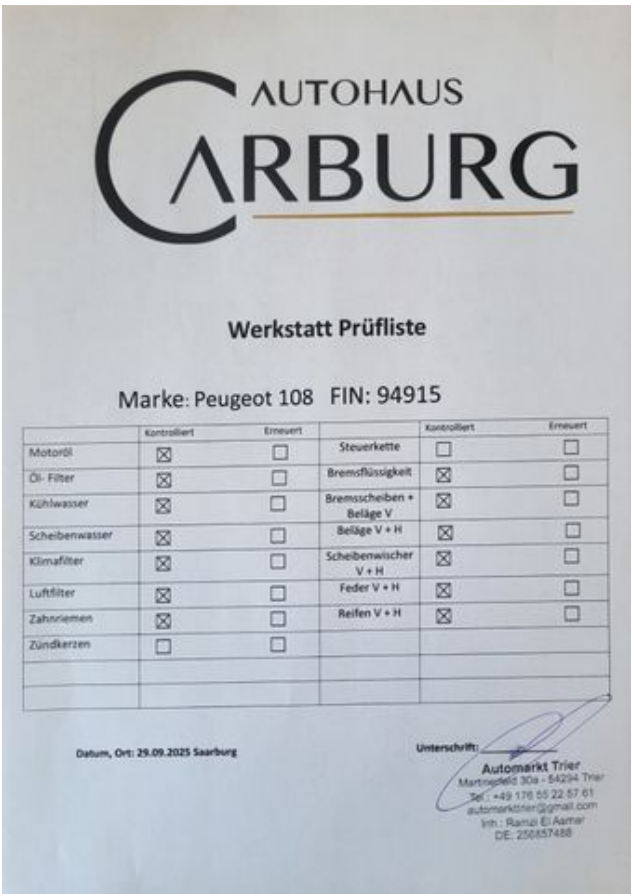 AUTOHAUS
CARBURG
Werkstatt Prüfliste
Marke: Peugeot 108 FIN: 94915
Kontrolliert Erneuert Kontrolliert Erneuert
Motoröl ☒ ☐ Steuerkette ☐ ☐
Öl- Filter ☒ ☐ Bremsflüssigkeit ☒ ☐
Kühlwasser ☒ ☐ Bremsscheiben + Beläge V ☒ ☐
Scheibenwasser ☒ ☐ Beläge V + H ☒ ☐
Klimafilter ☒ ☐ Scheibenwischer V + H ☒ ☐
Luftfilter ☒ ☐ Feder V + H ☒ ☐
Zahnriemen ☒ ☐ Reifen V + H ☒ ☐
Zündkerzen ☐ ☐
Datum, Ort: 29.09.2025 Saarburg Unterschrift:
Automarkt Trier
Martinerfeld 30a - 54294 Trier
Tel.: +49 176 55 22 57 61
automarkttrier@gmail.com
Inh.: Ramzi El Aamar
DE: 256857488